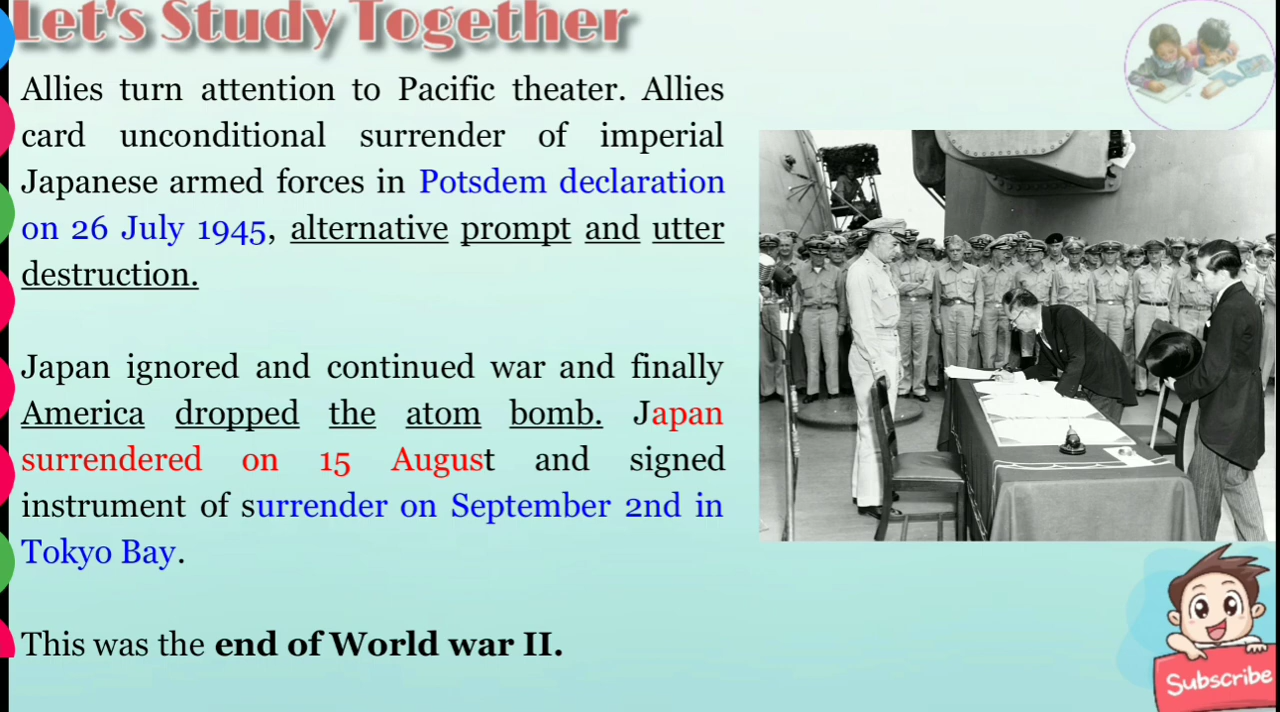 Let's Study Together
Allies turn attention to Pacific theater. Allies
card unconditional surrender of imperial
Japanese armed forces in Potsdem declaration
on 26 July 1945, alternative prompt and utter
destruction.
Japan ignored and continued war and finally
America dropped the atom bomb. Japan
surrendered on 15 August and signed
instrument of surrender on September 2nd in
Tokyo Bay.
This was the end of World war II.
Subscribe